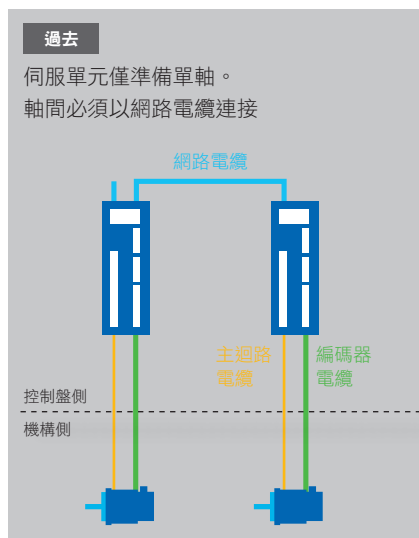 過去
伺服單元僅準備單軸。
軸間必須以網路電纜連接
網路電纜
主迴路
電纜
編碼器
電纜
控制盤側
機構側